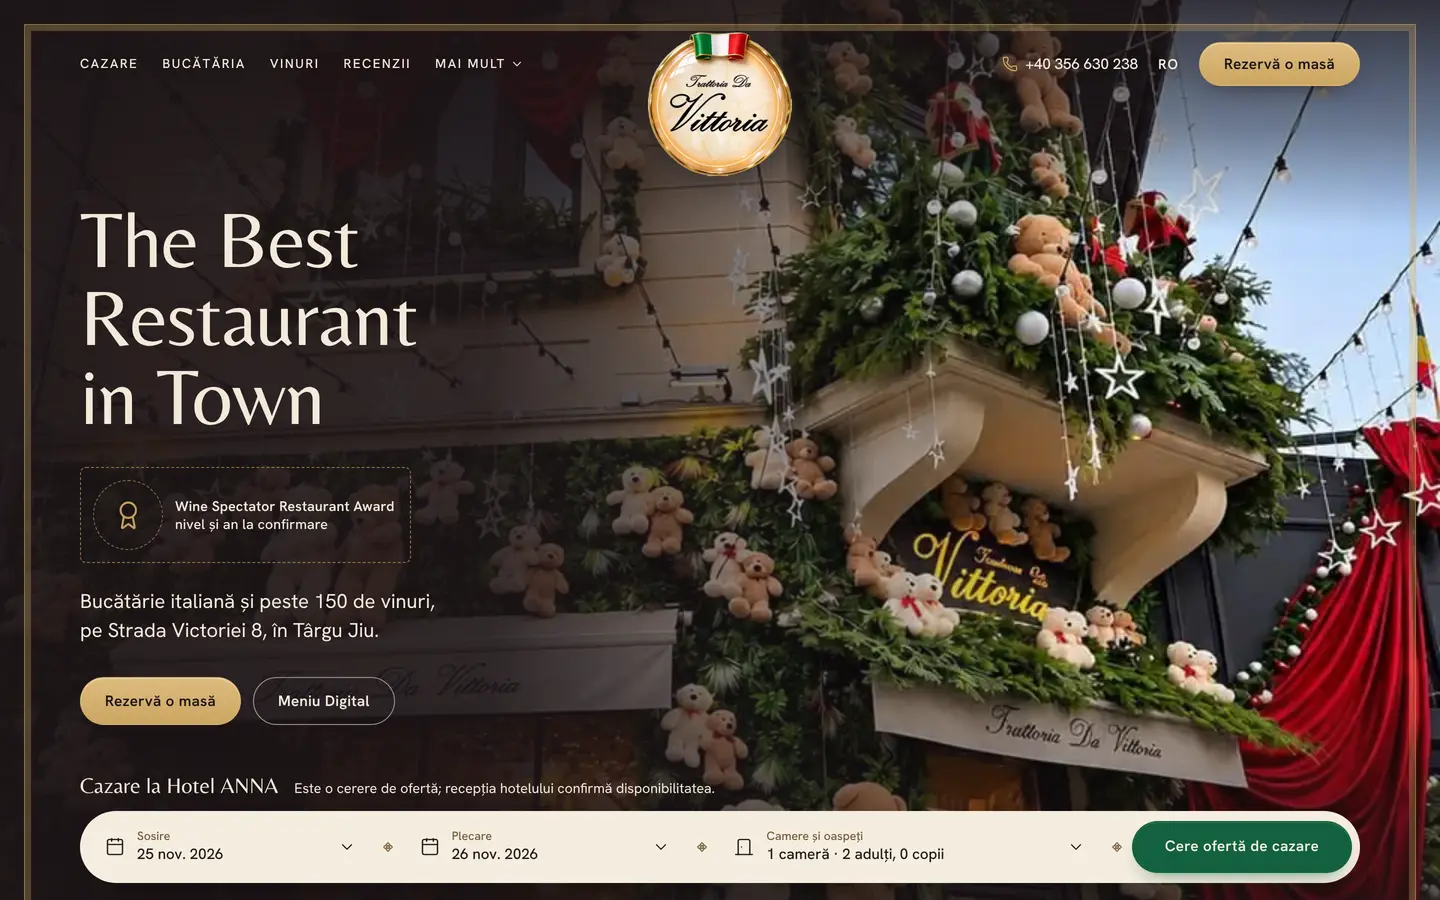 CAZARE BUCĂTĂRIA VINURI RECENZII MAI MULT
Trattoria Da
Vittoria
+40 356 630 238 RO Rezervă o masă
The Best
Restaurant
in Town
Wine Spectator Restaurant Award
nivel și an la confirmare
Bucătărie italiană și peste 150 de vinuri,
pe Strada Victoriei 8, în Târgu Jiu.
Rezervă o masă Meniu Digital
Vittoria
Trattoria Da Vittoria
Da Vittoria
Cazare la Hotel ANNA Este o cerere de ofertă; recepția hotelului confirmă disponibilitatea.
Sosire
25 nov. 2026
Plecare
26 nov. 2026
Camere și oaspeți
1 cameră · 2 adulți, 0 copii
Cere ofertă de cazare